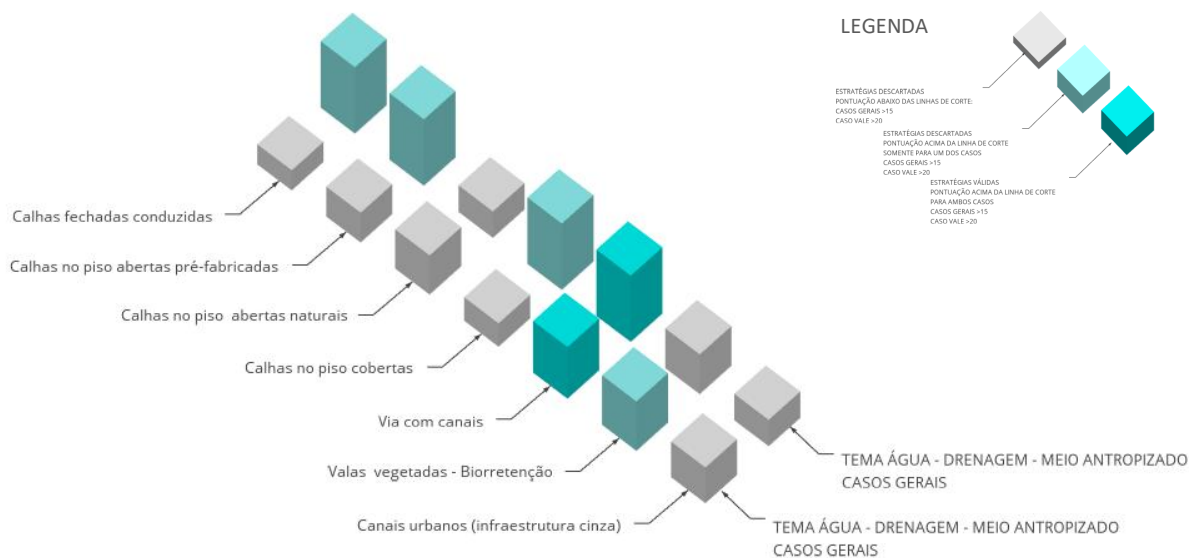 LEGENDA
ESTRATÉGIAS DESCARTADAS
PONTUAÇÃO ABAIXO DAS LINHAS DE CORTE:
CASOS GERAIS >15
CASO VALE >20
ESTRATÉGIAS DESCARTADAS
PONTUAÇÃO ACIMA DA LINHA DE CORTE
SOMENTE PARA UM DOS CASOS
CASOS GERAIS >15
CASO VALE >20
ESTRATÉGIAS VÁLIDAS
PONTUAÇÃO ACIMA DA LINHA DE CORTE
PARA AMBOS CASOS
CASOS GERAIS >15
CASO VALE >20
Calhas fechadas conduzidas
Calhas no piso abertas pré-fabricadas
Calhas no piso abertas naturais
Calhas no piso cobertas
Via com canais
Valas vegetadas - Biorretenção
Canais urbanos (infraestrutura cinza)
TEMA ÁGUA - DRENAGEM - MEIO ANTROPIZADO
CASOS GERAIS
TEMA ÁGUA - DRENAGEM - MEIO ANTROPIZADO
CASOS GERAIS